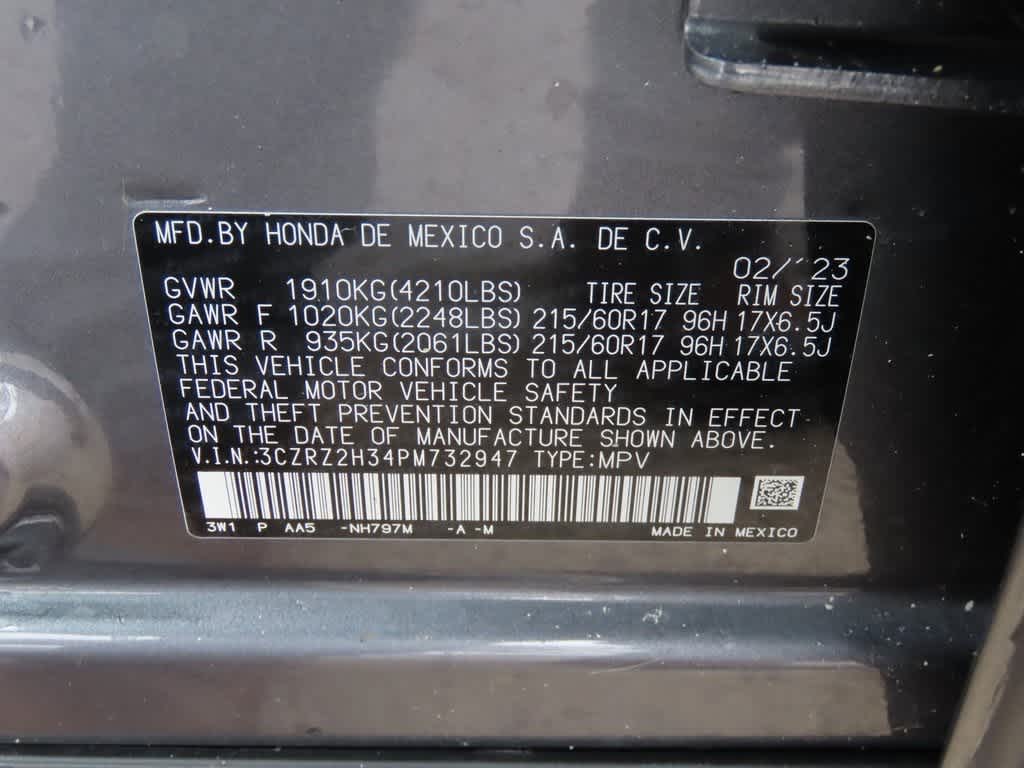 MFD.BY HONDA DE MEXICO S.A. DE C.V.
02/'23
GVWR 1910KG(4210LBS) TIRE SIZE RIM SIZE
GAWR F 1020KG(2248LBS) 215/60R17 96H 17X6.5J
GAWR R 935KG(2061LBS) 215/60R17 96H 17X6.5J
THIS VEHICLE CONFORMS TO ALL APPLICABLE
FEDERAL MOTOR VEHICLE SAFETY
AND THEFT PREVENTION STANDARDS IN EFFECT
ON THE DATE OF MANUFACTURE SHOWN ABOVE.
V.I.N.:3CZRZ2H34PM732947 TYPE:MPV
3W1 P AA5 -NH797M -A -M MADE IN MEXICO